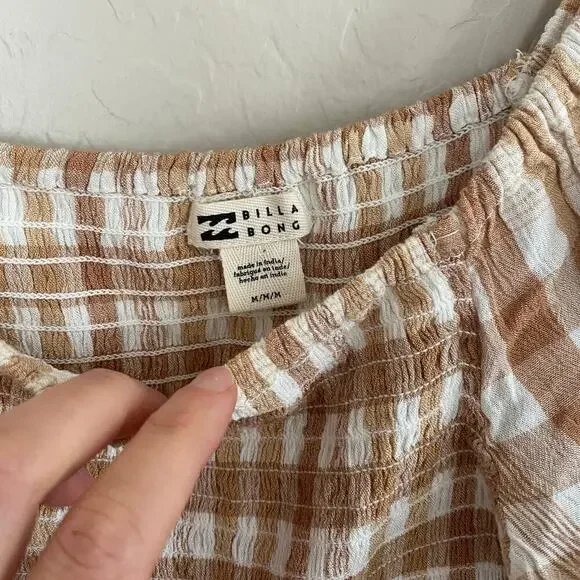 BILLA
BONG
made in India/
fabriqué en Inde/
hecho en India
M/M/M